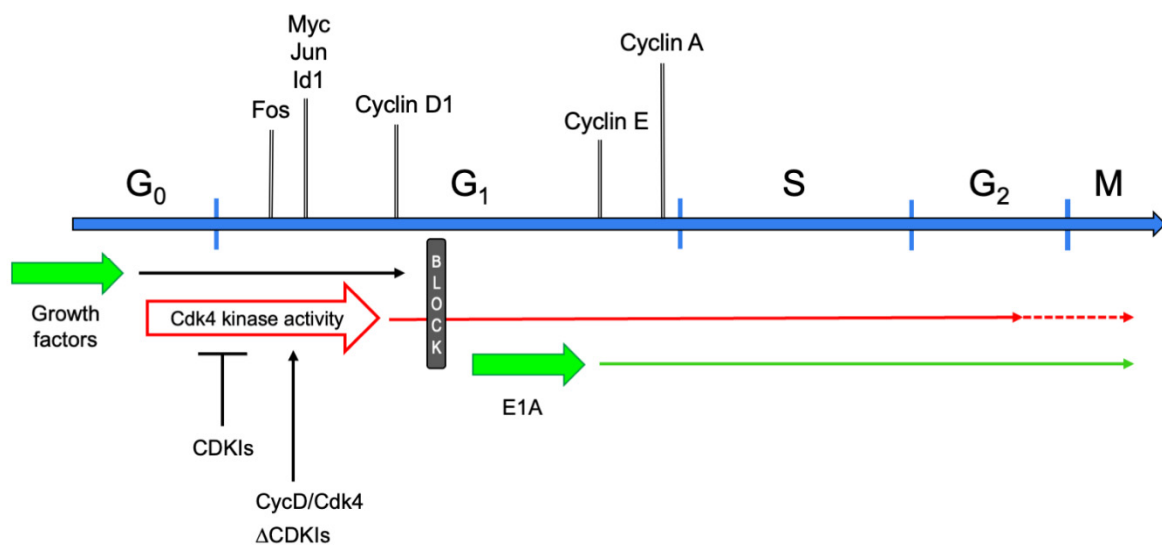 Myc
Jun
Id1
Fos
Cyclin D1
Cyclin E
Cyclin A
G₀
G₁
S
G₂
M
Growth
factors
Cdk4 kinase activity
BLOCK
E1A
CDKIs
CycD/Cdk4
ΔCDKIs